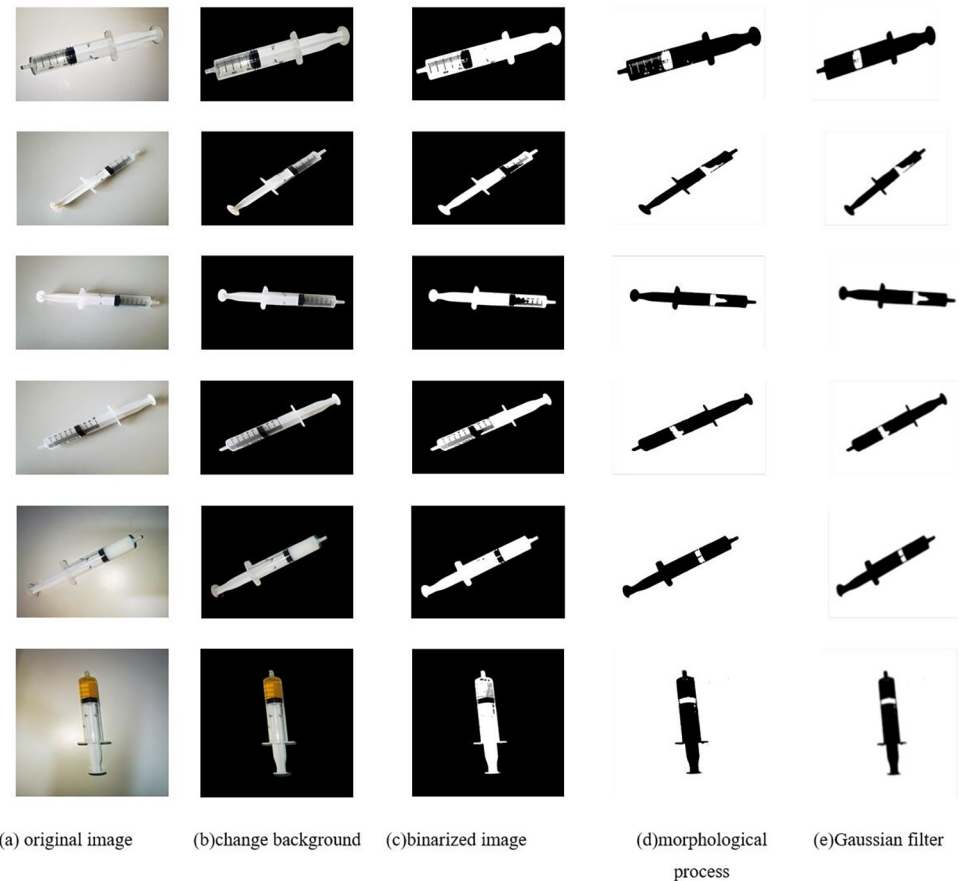 (a) original image
(b)change background
(c)binarized image
(d)morphological
process
(e)Gaussian filter